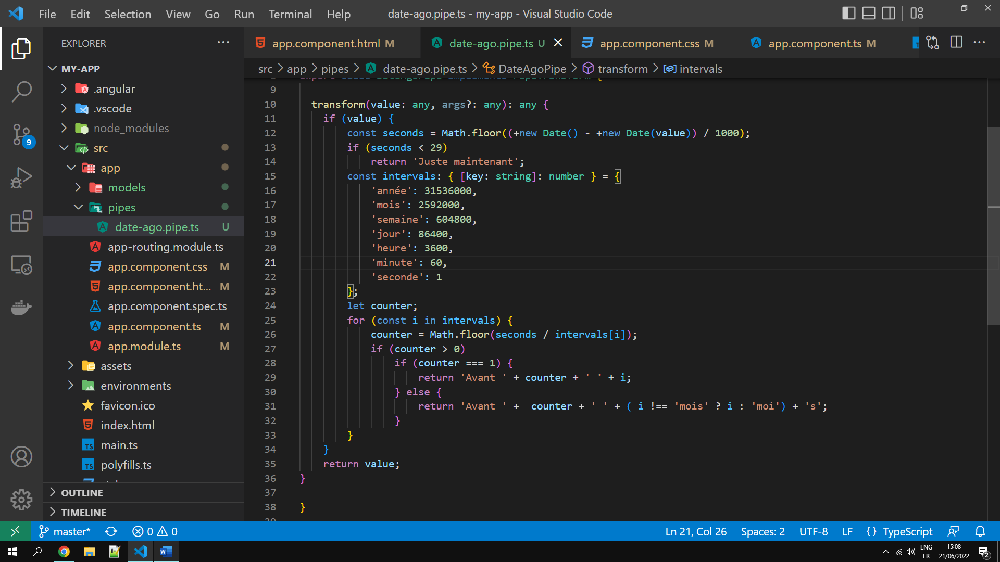 File Edit Selection View Go Run Terminal Help
date-ago.pipe.ts - my-app - Visual Studio Code
EXPLORER
MY-APP
.angular
.vscode
node_modules
src
app
models
pipes
date-ago.pipe.ts U
app-routing.module.ts
app.component.css M
app.component.ht... M
app.component.spec.ts
app.component.ts M
app.module.ts M
assets
environments
favicon.ico
index.html
main.ts
polyfills.ts
OUTLINE
TIMELINE
9
app.component.html M
date-ago.pipe.ts U
app.component.css M
app.component.ts M
src > app > pipes > date-ago.pipe.ts > DateAgoPipe > transform > intervals
9
10 transform(value: any, args?: any): any {
11 if (value) {
12 const seconds = Math.floor((+new Date() - +new Date(value)) / 1000);
13 if (seconds < 29)
14 return 'Juste maintenant';
15 const intervals: { [key: string]: number } = {
16 'année': 31536000,
17 'mois': 2592000,
18 'semaine': 604800,
19 'jour': 86400,
20 'heure': 3600,
21 'minute': 60,
22 'seconde': 1
23 };
24 let counter;
25 for (const i in intervals) {
26 counter = Math.floor(seconds / intervals[i]);
27 if (counter > 0)
28 if (counter === 1) {
29 return 'Avant ' + counter + ' ' + i;
30 } else {
31 return 'Avant ' +  counter + ' ' + ( i !== 'mois' ? i : 'moi') + 's';
32 }
33 }
34 }
35 return value;
36 }
37
38 }
master* 0 0
Ln 21, Col 26 Spaces: 2 UTF-8 LF {} TypeScript
ENG
FR
15:08
21/06/2022
2